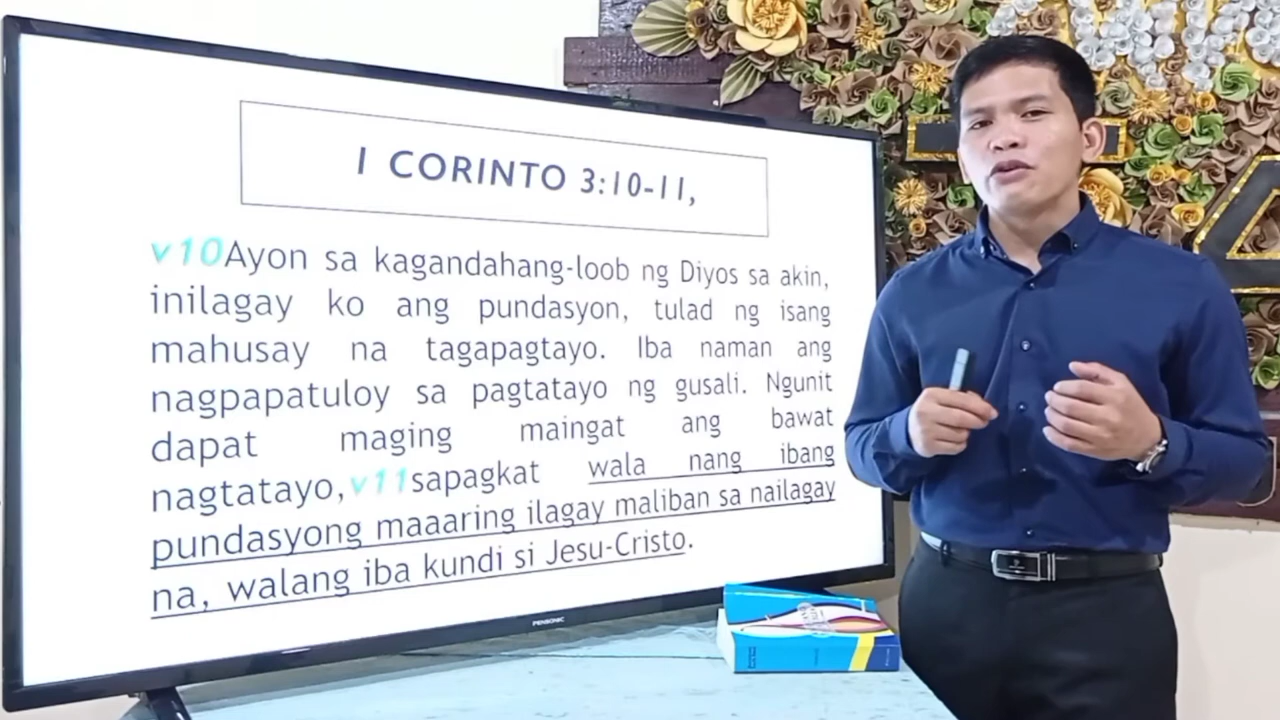 I CORINTO 3:10-11,
v10Ayon sa kagandahang-loob ng Diyos sa akin,
inilagay ko ang pundasyon, tulad ng isang
mahusay na tagapagtayo. Iba naman ang
nagpapatuloy sa pagtatayo ng gusali. Ngunit
dapat maging maingat ang bawat
nagtatayo,v11sapagkat wala nang ibang
pundasyong maaaring ilagay maliban sa nailagay
na, walang iba kundi si Jesu-Cristo.
PENSONIC